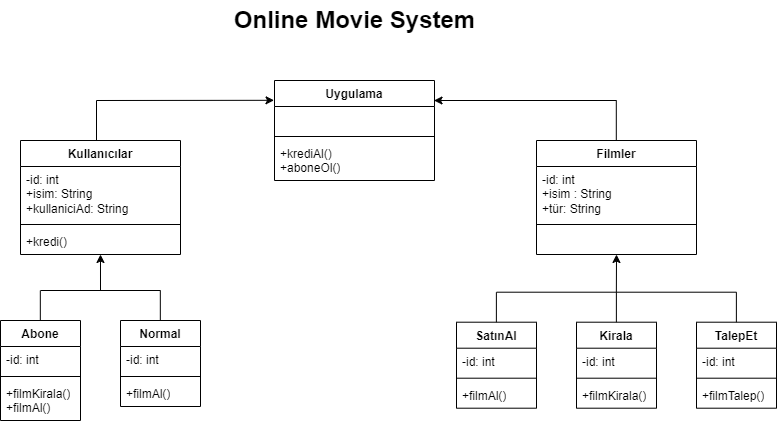 Online Movie System
Uygulama
+krediAl()
+aboneOl()
Kullanıcılar
-id: int
+isim: String
+kullaniciAd: String
+kredi()
Filmler
-id: int
+isim : String
+tür: String
Abone
-id: int
+filmKirala()
+filmAl()
Normal
-id: int
+filmAl()
SatınAl
-id: int
+filmAl()
Kirala
-id: int
+filmKirala()
TalepEt
-id: int
+filmTalep()